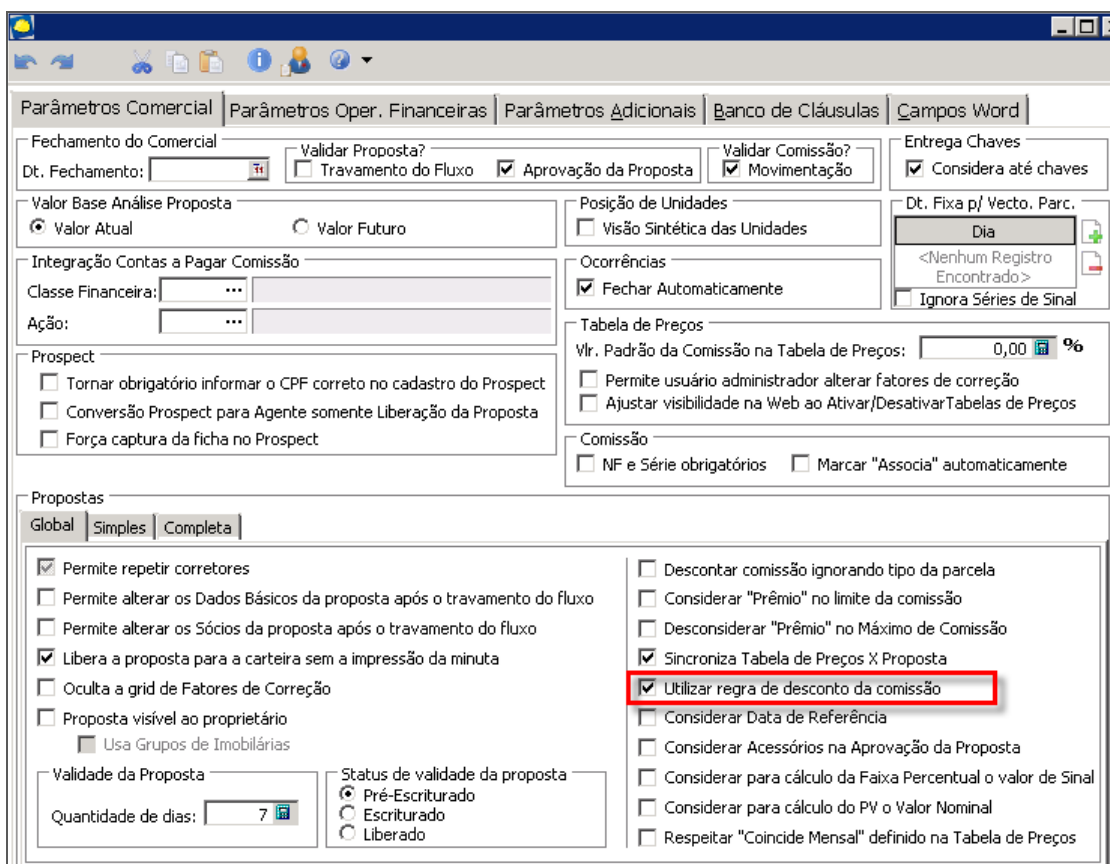 Parâmetros Comercial Parâmetros Oper. Financeiras Parâmetros Adicionais Banco de Cláusulas Campos Word
Fechamento do Comercial
Dt. Fechamento:
Validar Proposta?
Travamento do Fluxo Aprovação da Proposta
Validar Comissão?
Movimentação
Entrega Chaves
Considera até chaves
Valor Base Análise Proposta
Valor Atual Valor Futuro
Posição de Unidades
Visão Sintética das Unidades
Dt. Fixa p/ Vecto. Parc.
Dia
<Nenhum Registro
Encontrado>
Ignora Séries de Sinal
Integração Contas a Pagar Comissão
Classe Financeira: ...
Ação: ...
Ocorrências
Fechar Automaticamente
Tabela de Preços
Vlr. Padrão da Comissão na Tabela de Preços: 0,00 %
Permite usuário administrador alterar fatores de correção
Ajustar visibilidade na Web ao Ativar/DesativarTabelas de Preços
Prospect
Tornar obrigatório informar o CPF correto no cadastro do Prospect
Conversão Prospect para Agente somente Liberação da Proposta
Força captura da ficha no Prospect
Comissão
NF e Série obrigatórios Marcar "Associa" automaticamente
Propostas
Global Simples Completa
Permite repetir corretores
Permite alterar os Dados Básicos da proposta após o travamento do fluxo
Permite alterar os Sócios da proposta após o travamento do fluxo
Libera a proposta para a carteira sem a impressão da minuta
Oculta a grid de Fatores de Correção
Proposta visível ao proprietário
Usa Grupos de Imobiliárias
Validade da Proposta
Quantidade de dias: 7
Status de validade da proposta
Pré-Escriturado
Escriturado
Liberado
Descontar comissão ignorando tipo da parcela
Considerar "Prêmio" no limite da comissão
Desconsiderar "Prêmio" no Máximo de Comissão
Sincroniza Tabela de Preços X Proposta
Utilizar regra de desconto da comissão
Considerar Data de Referência
Considerar Acessórios na Aprovação da Proposta
Considerar para cálculo da Faixa Percentual o valor de Sinal
Considerar para cálculo do PV o Valor Nominal
Respeitar "Coincide Mensal" definido na Tabela de Preços